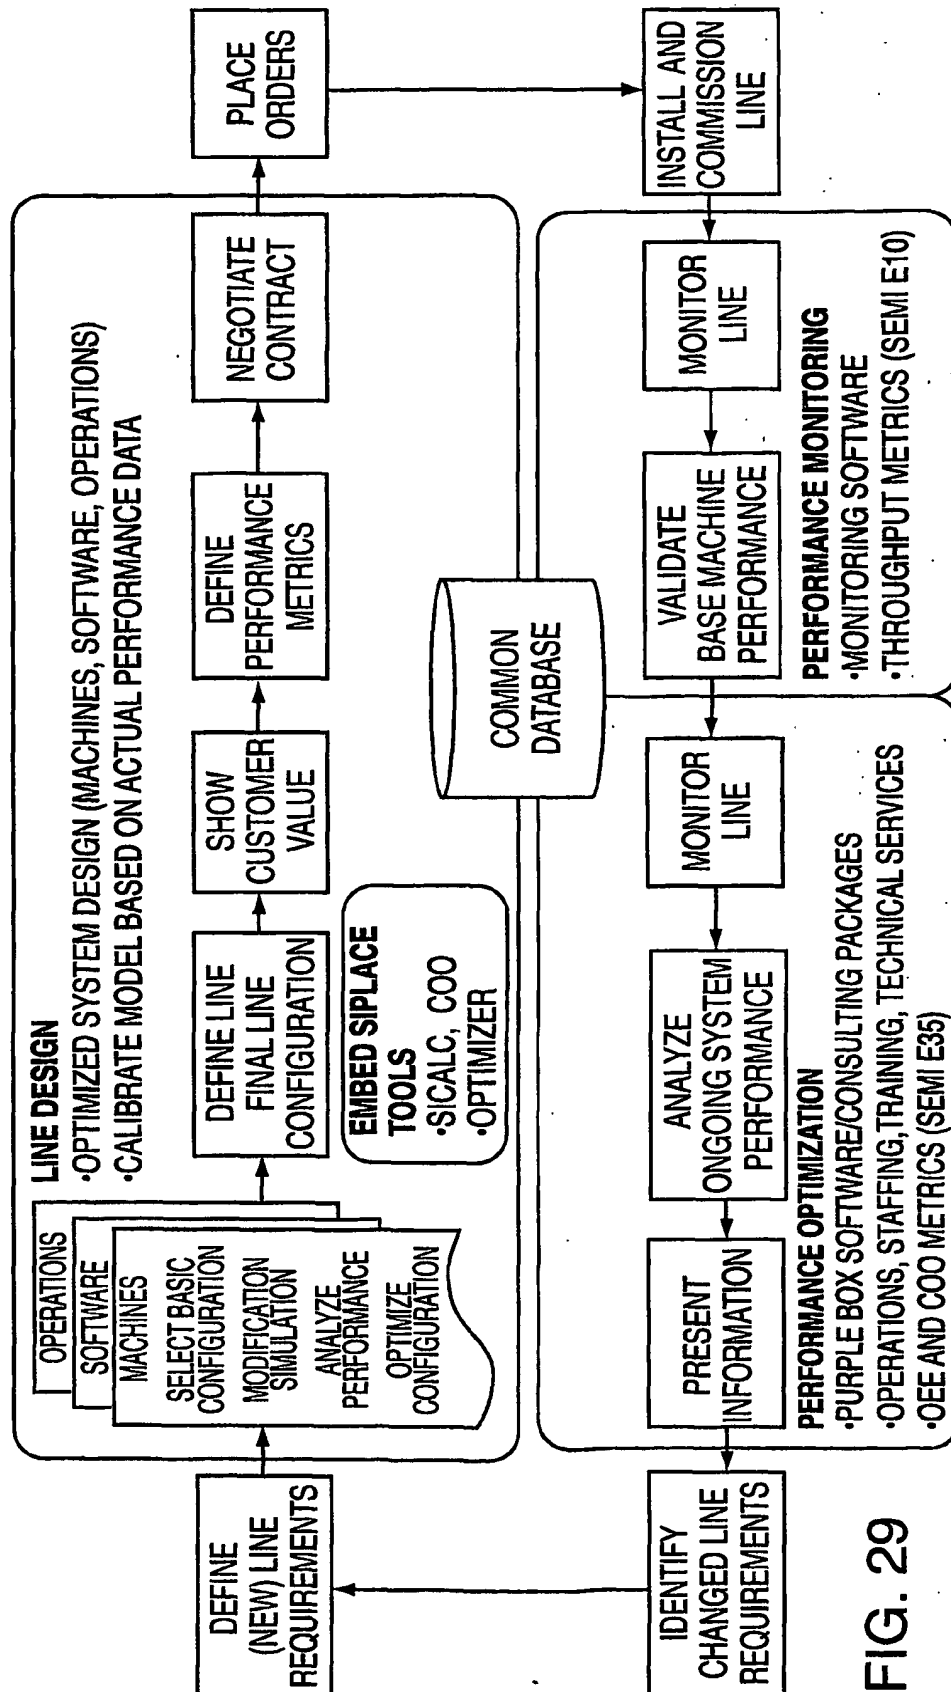 LINE DESIGN
•OPTIMIZED SYSTEM DESIGN (MACHINES, SOFTWARE, OPERATIONS)
•CALIBRATE MODEL BASED ON ACTUAL PERFORMANCE DATA
DEFINE
(NEW) LINE
REQUIREMENTS
OPERATIONS
SOFTWARE
MACHINES
SELECT BASIC
CONFIGURATION
MODIFICATION
SIMULATION
ANALYZE
PERFORMANCE
OPTIMIZE
CONFIGURATION
DEFINE LINE
FINAL LINE
CONFIGURATION
SHOW
CUSTOMER
VALUE
DEFINE
PERFORMANCE
METRICS
NEGOTIATE
CONTRACT
PLACE
ORDERS
EMBED SIPLACE
TOOLS
•SICALC, COO
•OPTIMIZER
COMMON
DATABASE
IDENTIFY
CHANGED LINE
REQUIREMENTS
PRESENT
INFORMATION
ANALYZE
ONGOING SYSTEM
PERFORMANCE
MONITOR
LINE
VALIDATE
BASE MACHINE
PERFORMANCE
MONITOR
LINE
INSTALL AND
COMMISSION
LINE
PERFORMANCE OPTIMIZATION
•PURPLE BOX SOFTWARE/CONSULTING PACKAGES
•OPERATIONS, STAFFING,TRAINING, TECHNICAL SERVICES
•OEE AND COO METRICS (SEMI E35)
PERFORMANCE MONITORING
•MONITORING SOFTWARE
•THROUGHPUT METRICS (SEMI E10)
FIG. 29